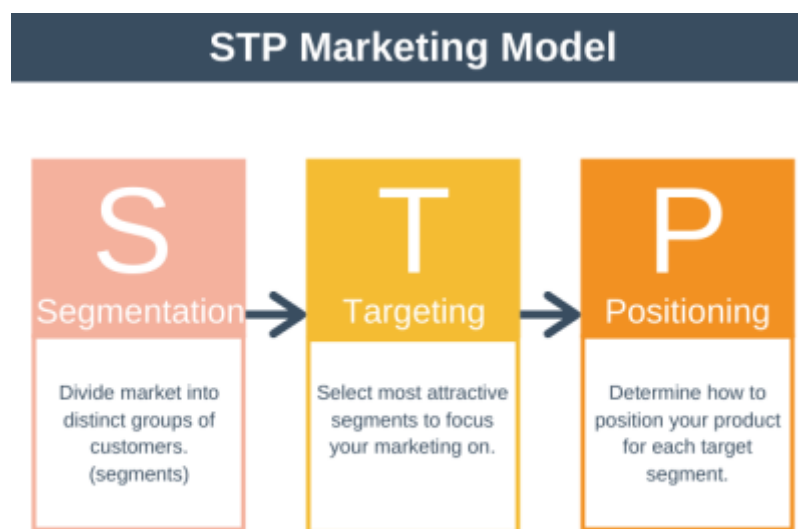 STP Marketing Model
S
Segmentation
Divide market into
distinct groups of
customers.
(segments)
T
Targeting
Select most attractive
segments to focus
your marketing on.
P
Positioning
Determine how to
position your product
for each target
segment.